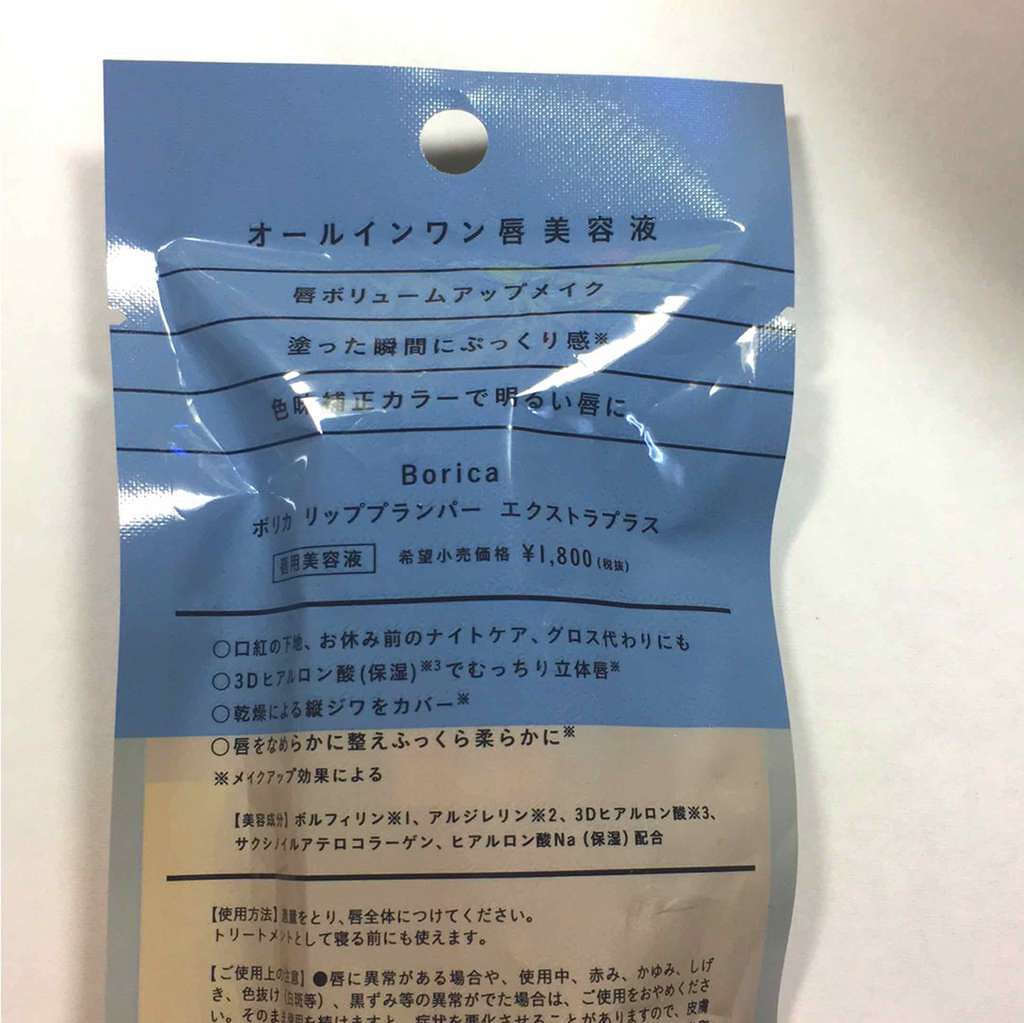 オールインワン唇美容液
唇ボリュームアップメイク
塗った瞬間にぷっくり感※
色味補正カラーで明るい唇に
Borica
ボリカ リッププランパー エクストラプラス
唇用美容液 希望小売価格 ¥1,800(税抜)
○口紅の下地、お休み前のナイトケア、グロス代わりにも
○3Dヒアルロン酸(保湿)※3でむっちり立体唇※
○乾燥による縦ジワをカバー※
○唇をなめらかに整えふっくら柔らかに※
※メイクアップ効果による
【美容成分】ボルフィリン※1、アルジレリン※2、3Dヒアルロン酸※3、
サクシノイルアテロコラーゲン、ヒアルロン酸Na(保湿)配合
【使用方法】適量をとり、唇全体につけてください。
トリートメントとして寝る前にも使えます。
【ご使用上の注意】●唇に異常がある場合や、使用中、赤み、かゆみ、しげ
き、色抜け(白斑等)、黒ずみ等の異常がでた場合は、ご使用をおやめくださ
い。そのまま使用を続けますと、症状を悪化させることがありますので、皮膚